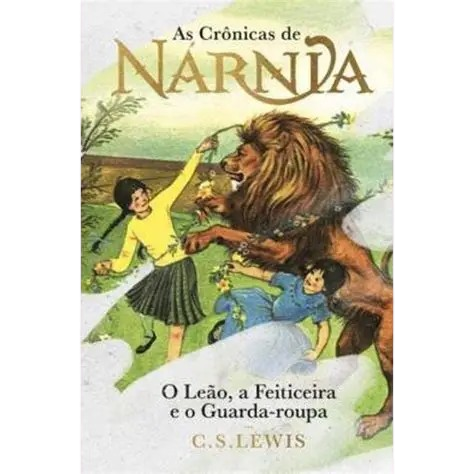 As Crônicas de
NÁRNIA
O Leão, a Feiticeira
e o Guarda-roupa
C.S.LEWIS